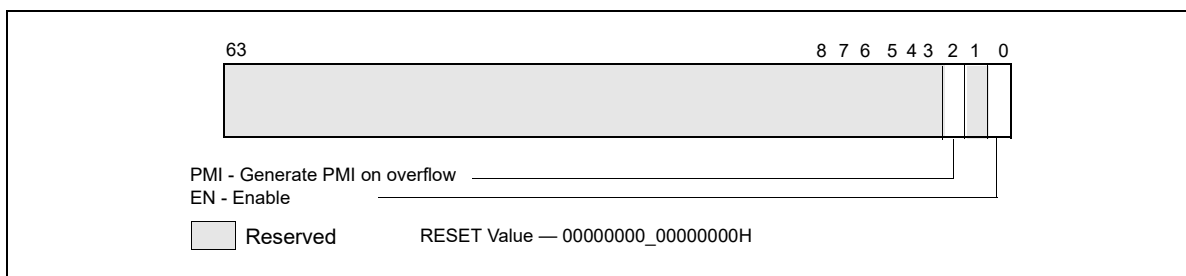 63 8 7 6 5 4 3 2 1 0
PMI - Generate PMI on overflow
EN - Enable
Reserved RESET Value — 00000000_00000000H